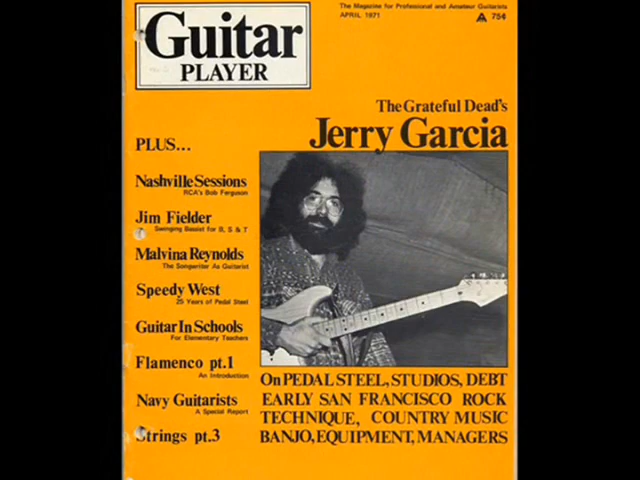 Guitar
PLAYER
The Magazine for Professional and Amateur Guitarists
APRIL 1971
75¢
The Grateful Dead's
Jerry Garcia
PLUS...
Nashville Sessions
RCA's Bob Ferguson
Jim Fielder
Swinging Bassist for B, S & T
Malvina Reynolds
The Songwriter As Guitarist
Speedy West
25 Years of Pedal Steel
Guitar In Schools
For Elementary Teachers
Flamenco pt.1
An Introduction
Navy Guitarists
A Special Report
Strings pt.3
On PEDAL STEEL, STUDIOS, DEBT
EARLY SAN FRANCISCO ROCK
TECHNIQUE, COUNTRY MUSIC
BANJO, EQUIPMENT, MANAGERS